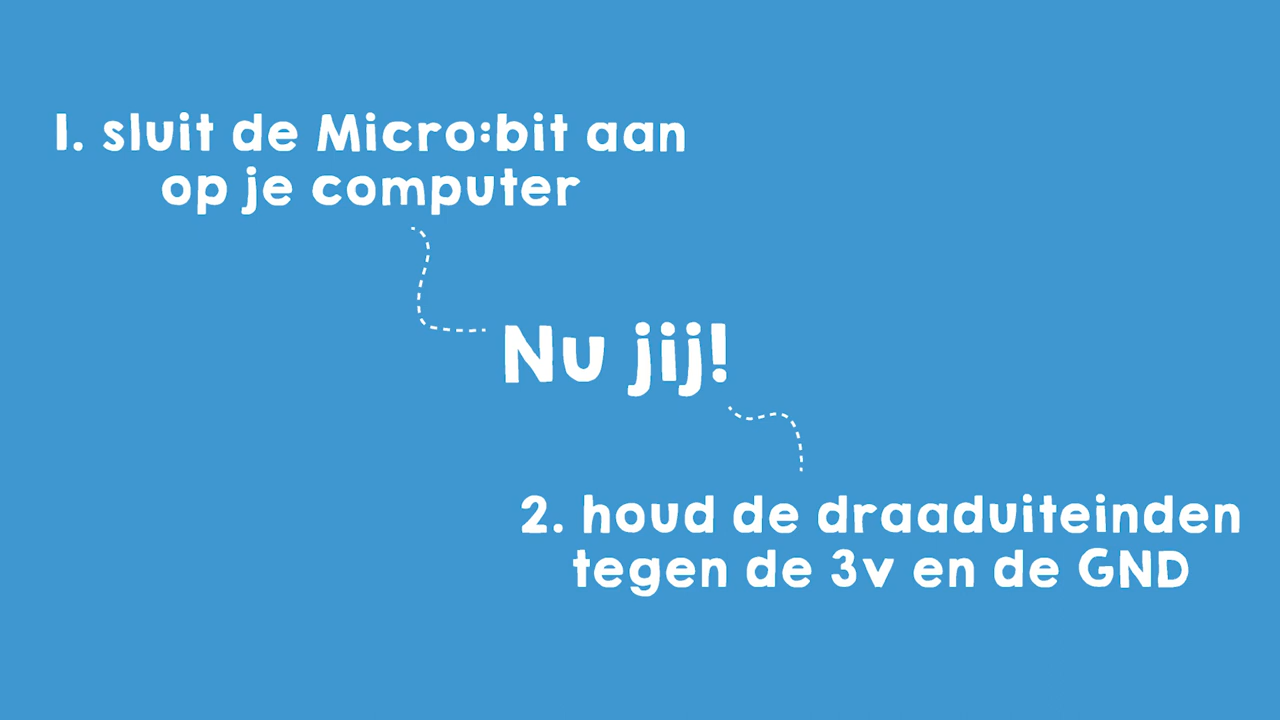 1. sluit de Micro:bit aan
op je computer
Nu jij!
2. houd de draaduiteinden
tegen de 3v en de GND